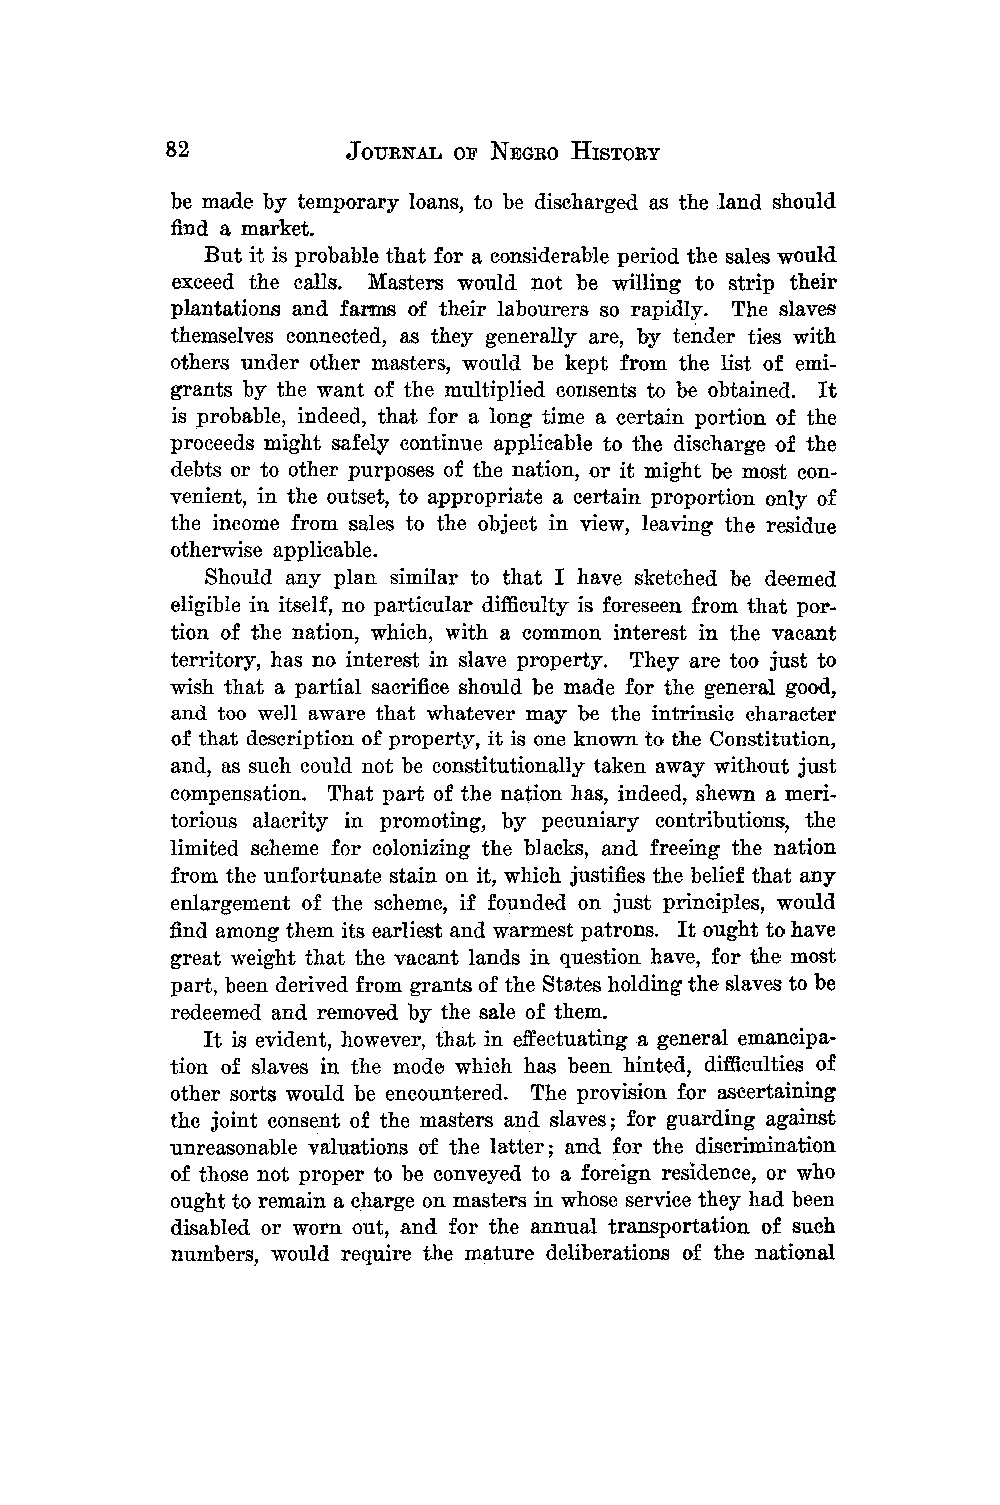 82 JOURNAL OF NEGRO HISTORY
be made by temporary loans, to be discharged as the land should
find a market.
But it is probable that for a considerable period the sales would
exceed the calls. Masters would not be willing to strip their
plantations and farms of their labourers so rapidly. The slaves
themselves connected, as they generally are, by tender ties with
others under other masters, would be kept from the list of emi-
grants by the want of the multiplied consents to be obtained. It
is probable, indeed, that for a long time a certain portion of the
proceeds might safely continue applicable to the discharge of the
debts or to other purposes of the nation, or it might be most con-
venient, in the outset, to appropriate a certain proportion only of
the income from sales to the object in view, leaving the residue
otherwise applicable.
Should any plan similar to that I have sketched be deemed
eligible in itself, no particular difficulty is foreseen from that por-
tion of the nation, which, with a common interest in the vacant
territory, has no interest in slave property. They are too just to
wish that a partial sacrifice should be made for the general good,
and too well aware that whatever may be the intrinsic character
of that description of property, it is one known to the Constitution,
and, as such could not be constitutionally taken away without just
compensation. That part of the nation has, indeed, shewn a meri-
torious alacrity in promoting, by pecuniary contributions, the
limited scheme for colonizing the blacks, and freeing the nation
from the unfortunate stain on it, which justifies the belief that any
enlargement of the scheme, if founded on just principles, would
find among them its earliest and warmest patrons. It ought to have
great weight that the vacant lands in question have, for the most
part, been derived from grants of the States holding the slaves to be
redeemed and removed by the sale of them.
It is evident, however, that in effectuating a general emancipa-
tion of slaves in the mode which has been hinted, difficulties of
other sorts would be encountered. The provision for ascertaining
the joint consent of the masters and slaves; for guarding against
unreasonable valuations of the latter; and for the discrimination
of those not proper to be conveyed to a foreign residence, or who
ought to remain a charge on masters in whose service they had been
disabled or worn out, and for the annual transportation of such
numbers, would require the mature deliberations of the national